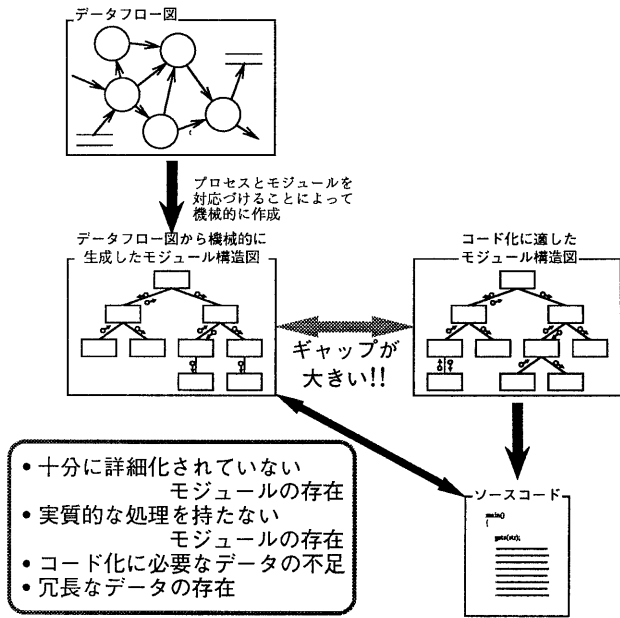 データフロー図
プロセスとモジュールを
対応づけることによって
機械的に作成
データフロー図から機械的に
生成したモジュール構造図
コード化に適した
モジュール構造図
ギャップが
大きい!!
• 十分に詳細化されていない
モジュールの存在
• 実質的な処理を持たない
モジュールの存在
• コード化に必要なデータの不足
• 冗長なデータの存在
ソースコード
main()
{
gets(str);